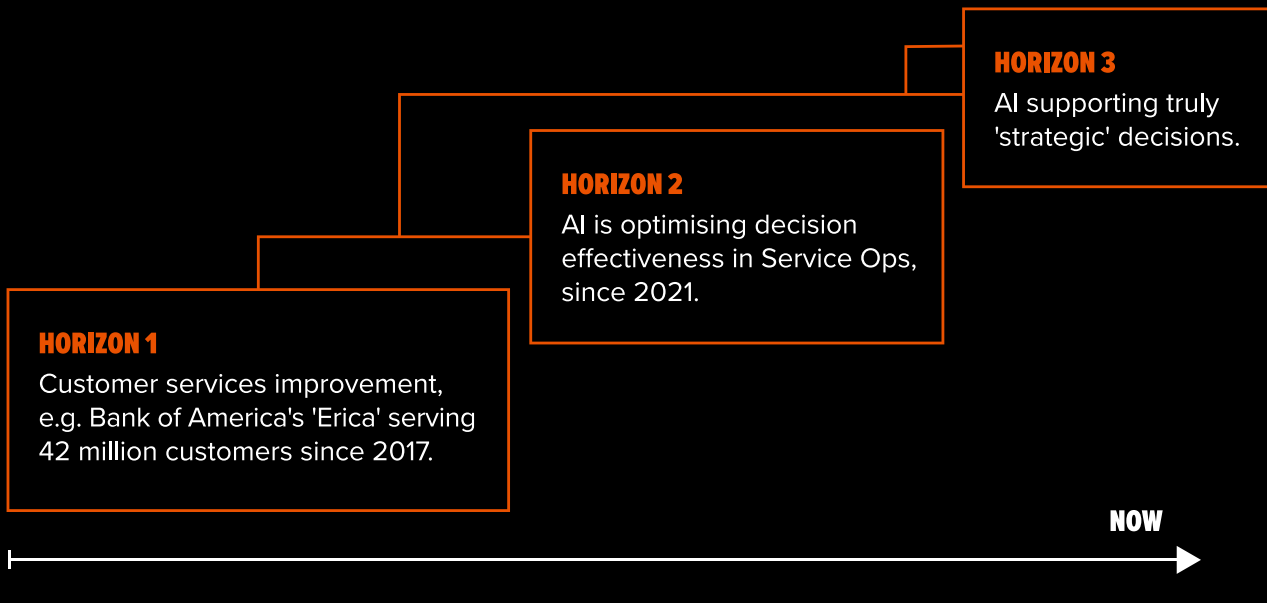 HORIZON 3
AI supporting truly
'strategic' decisions.
HORIZON 2
AI is optimising decision
effectiveness in Service Ops,
since 2021.
HORIZON 1
Customer services improvement,
e.g. Bank of America's 'Erica' serving
42 million customers since 2017.
NOW